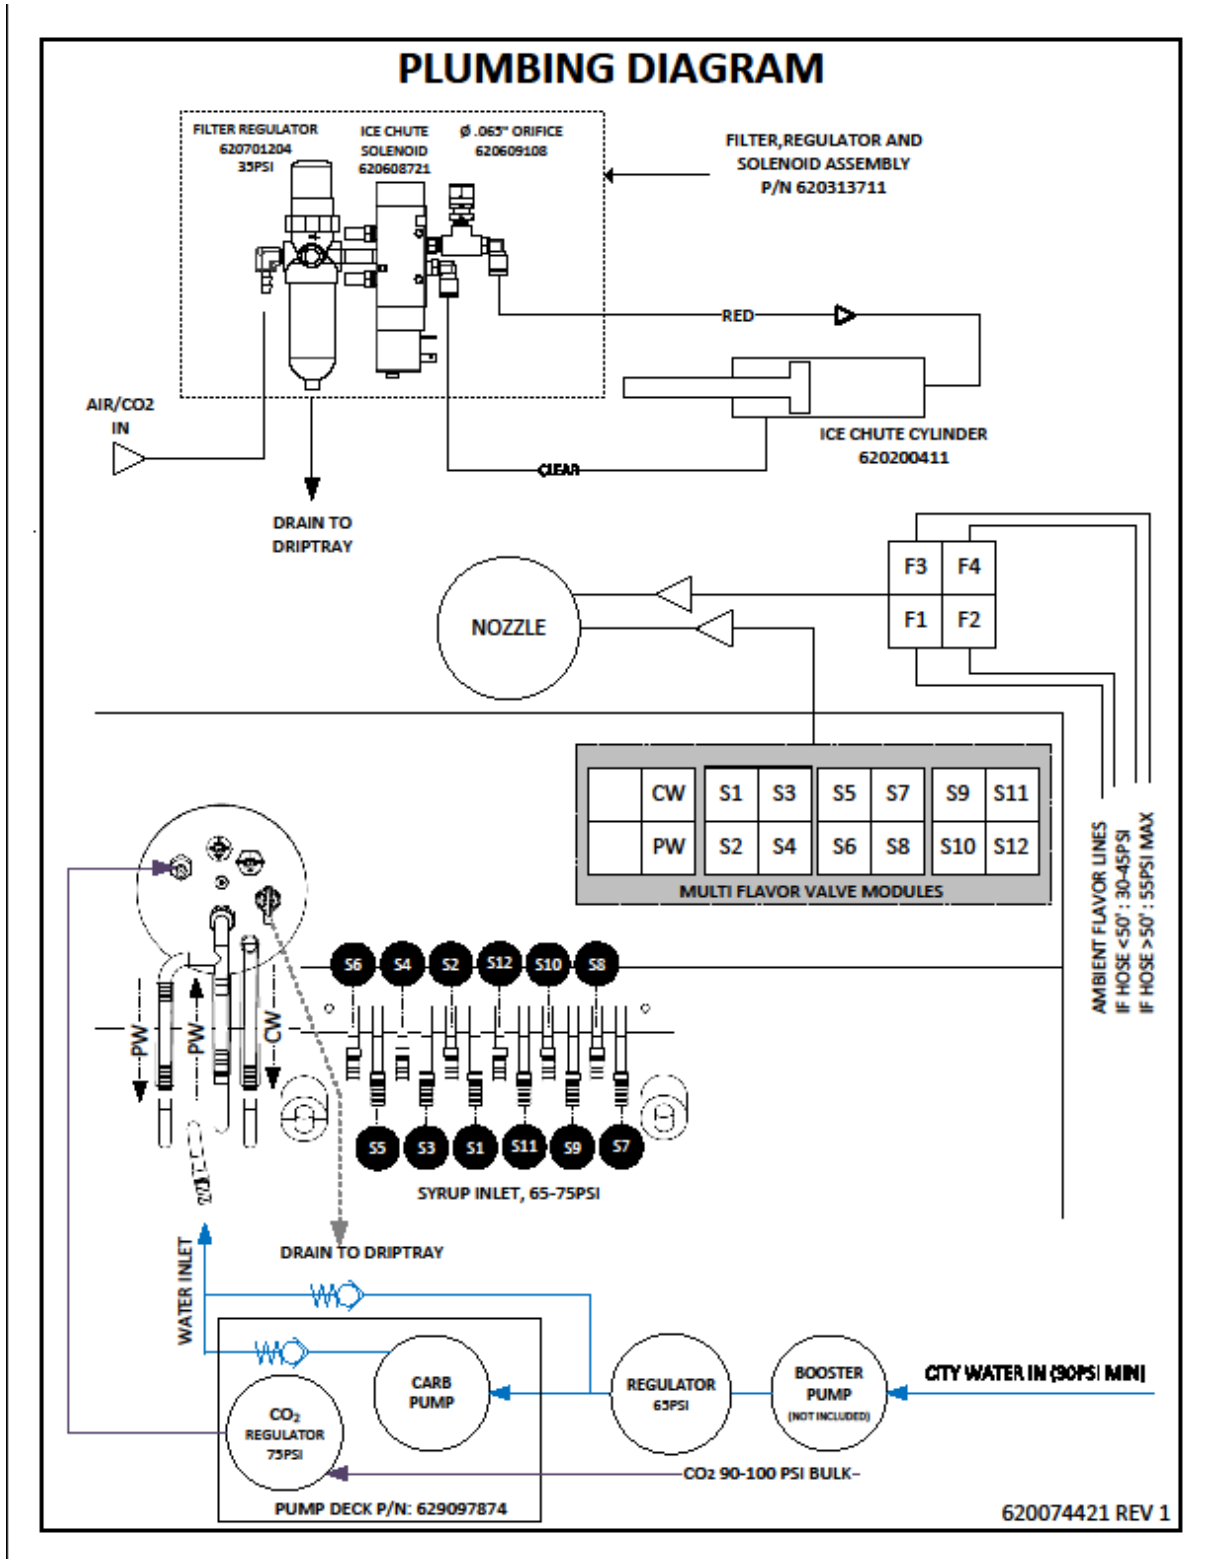 PLUMBING DIAGRAM
FILTER REGULATOR
620701204
35PSI
ICE CHUTE
SOLENOID
620608721
Ø .065" ORIFICE
620609108
FILTER,REGULATOR AND
SOLENOID ASSEMBLY
P/N 620313711
RED
AIR/CO2
IN
ICE CHUTE CYLINDER
620200411
CLEAR
DRAIN TO
DRIPTRAY
F3 F4
F1 F2
NOZZLE
CW S1 S3 S5 S7 S9 S11
PW S2 S4 S6 S8 S10 S12
MULTI FLAVOR VALVE MODULES
AMBIENT FLAVOR LINES
IF HOSE <50' : 30-45PSI
IF HOSE >50' : 55PSI MAX
S6 S4 S2 S12 S10 S8
PW
PW
CW
S5 S3 S1 S11 S9 S7
SYRUP INLET, 65-75PSI
DRAIN TO DRIPTRAY
WATER INLET
CARB
PUMP
REGULATOR
65PSI
BOOSTER
PUMP
(NOT INCLUDED)
CITY WATER IN (30PSI MIN)
CO2
REGULATOR
75PSI
CO2 90-100 PSI BULK
PUMP DECK P/N: 629097874
620074421 REV 1